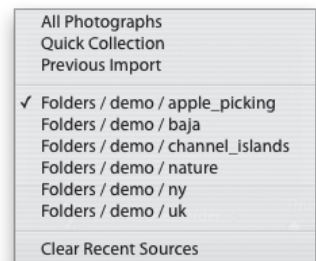 All Photographs
Quick Collection
Previous Import
✓ Folders / demo / apple_picking
Folders / demo / baja
Folders / demo / channel_islands
Folders / demo / nature
Folders / demo / ny
Folders / demo / uk
Clear Recent Sources